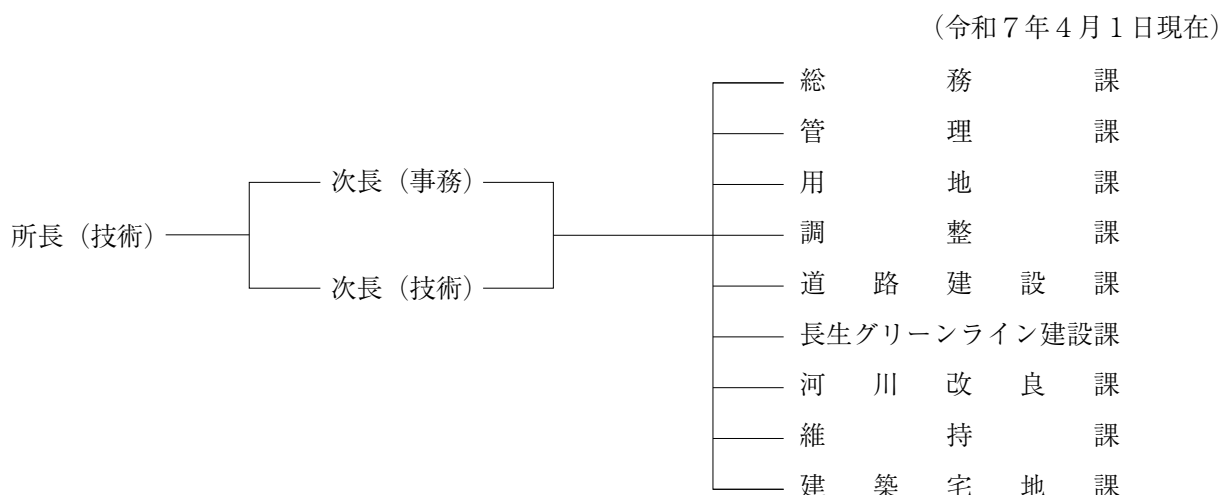 (令和7年4月1日現在)
総務課
管理課
次長(事務)
用地課
所長(技術)
調整課
次長(技術)
道路建設課
長生グリーンライン建設課
河川改良課
維持課
建築宅地課